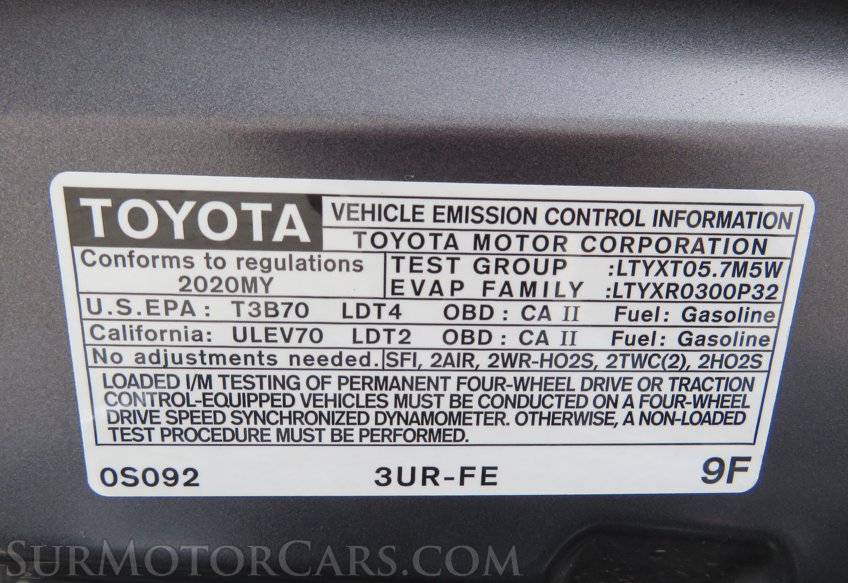 TOYOTA
VEHICLE EMISSION CONTROL INFORMATION
TOYOTA MOTOR CORPORATION
Conforms to regulations
2020MY
TEST GROUP :LTYXT05.7M5W
EVAP FAMILY :LTYXR0300P32
U.S.EPA : T3B70 LDT4 OBD : CA II Fuel: Gasoline
California: ULEV70 LDT2 OBD : CA II Fuel: Gasoline
No adjustments needed. SFI, 2AIR, 2WR-HO2S, 2TWC(2), 2HO2S
LOADED I/M TESTING OF PERMANENT FOUR-WHEEL DRIVE OR TRACTION
CONTROL-EQUIPPED VEHICLES MUST BE CONDUCTED ON A FOUR-WHEEL
DRIVE SPEED SYNCHRONIZED DYNAMOMETER. OTHERWISE, A NON-LOADED
TEST PROCEDURE MUST BE PERFORMED.
0S092 3UR-FE 9F
SURMOTORCARS.COM